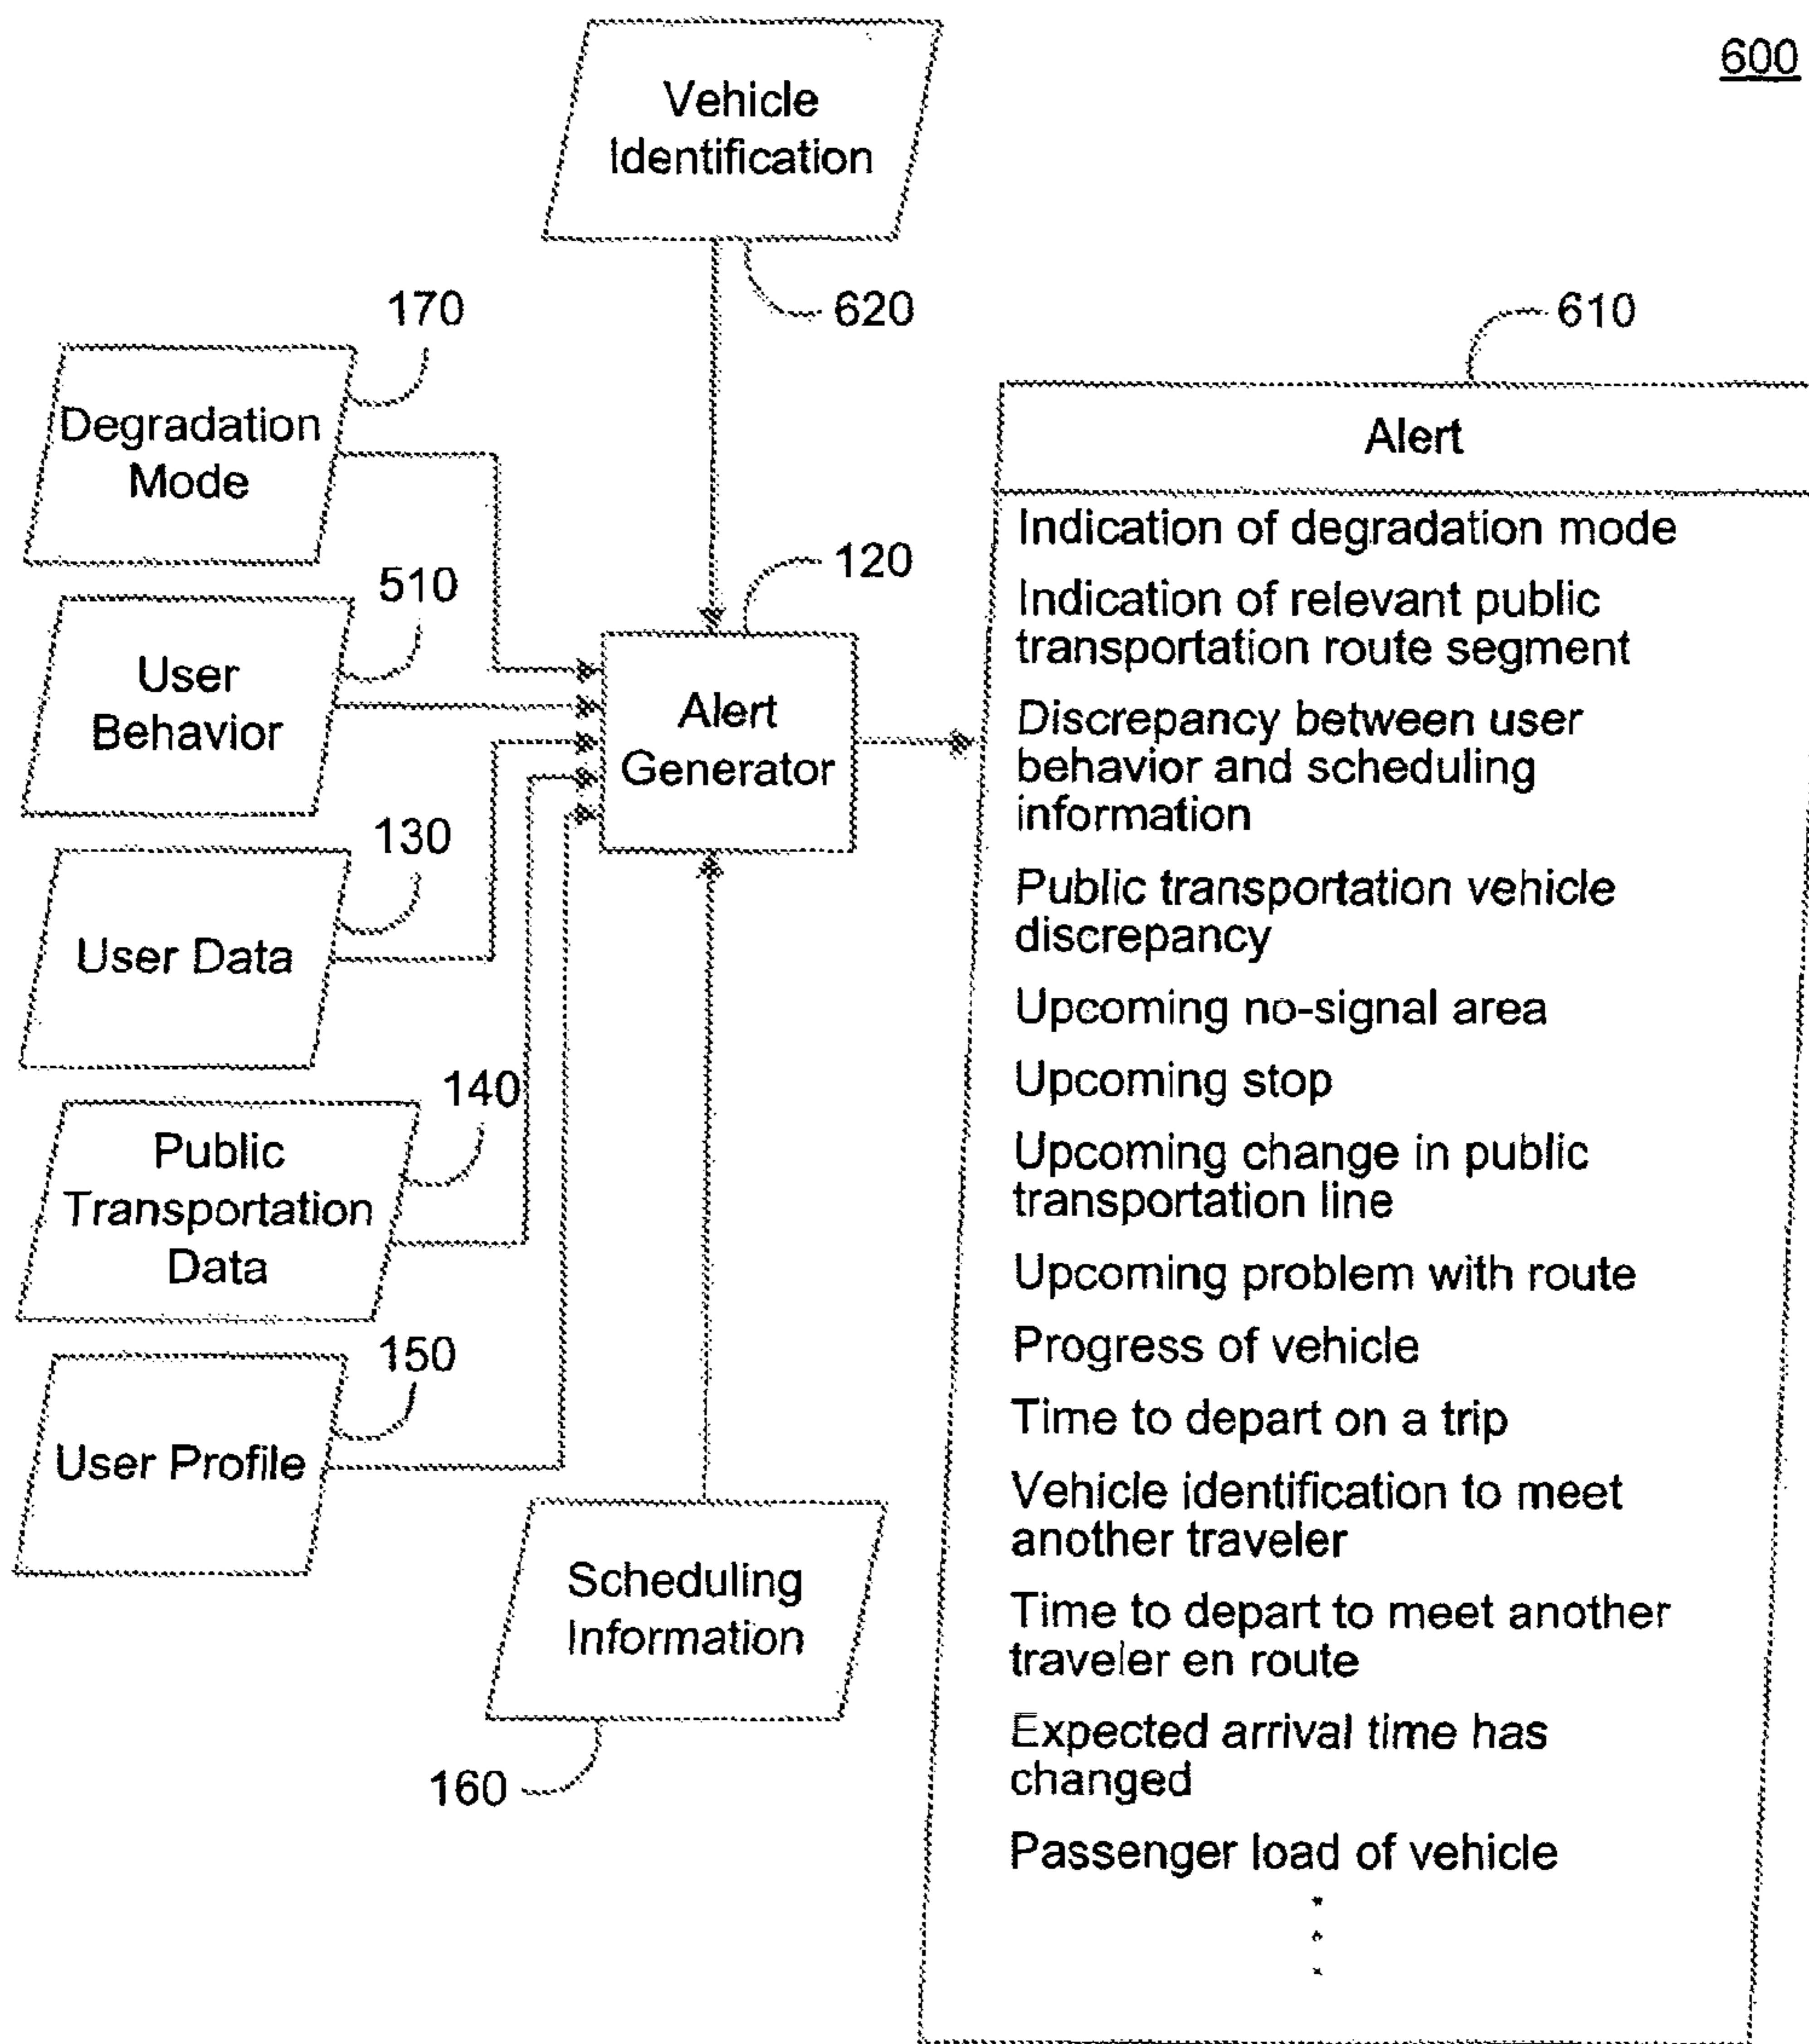 600
Vehicle
Identification
620
170
Degradation
Mode
510
User
Behavior
130
User Data
140
Public
Transportation
Data
150
User Profile
120
Alert
Generator
Scheduling
Information
160
610
Alert
Indication of degradation mode
Indication of relevant public
transportation route segment
Discrepancy between user
behavior and scheduling
information
Public transportation vehicle
discrepancy
Upcoming no-signal area
Upcoming stop
Upcoming change in public
transportation line
Upcoming problem with route
Progress of vehicle
Time to depart on a trip
Vehicle identification to meet
another traveler
Time to depart to meet another
traveler en route
Expected arrival time has
changed
Passenger load of vehicle